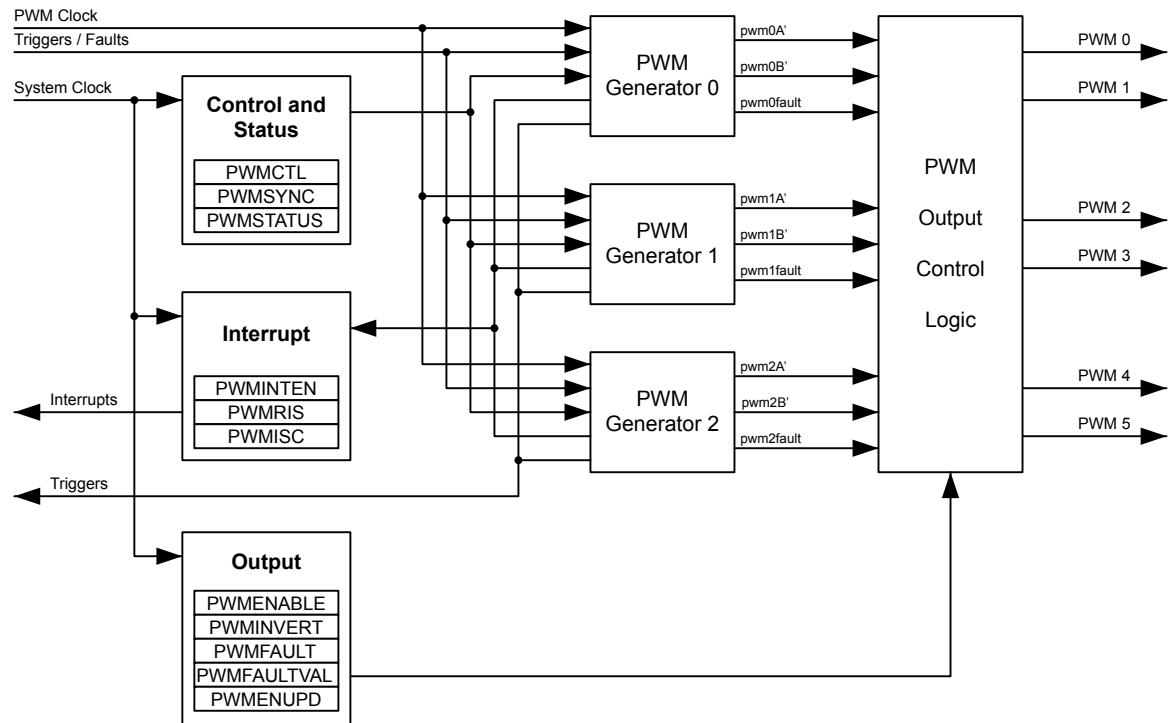 PWM Clock
Triggers / Faults
System Clock
Control and
Status
PWMCTL
PWMSYNC
PWMSTATUS
Interrupt
PWMINTEN
PWMRIS
PWMISC
Interrupts
Triggers
Output
PWMENABLE
PWMINVERT
PWMFAULT
PWMFAULTVAL
PWMENUPD
PWM
Generator 0
pwm0A'
pwm0B'
pwm0fault
PWM
Generator 1
pwm1A'
pwm1B'
pwm1fault
PWM
Generator 2
pwm2A'
pwm2B'
pwm2fault
PWM
Output
Control
Logic
PWM 0
PWM 1
PWM 2
PWM 3
PWM 4
PWM 5